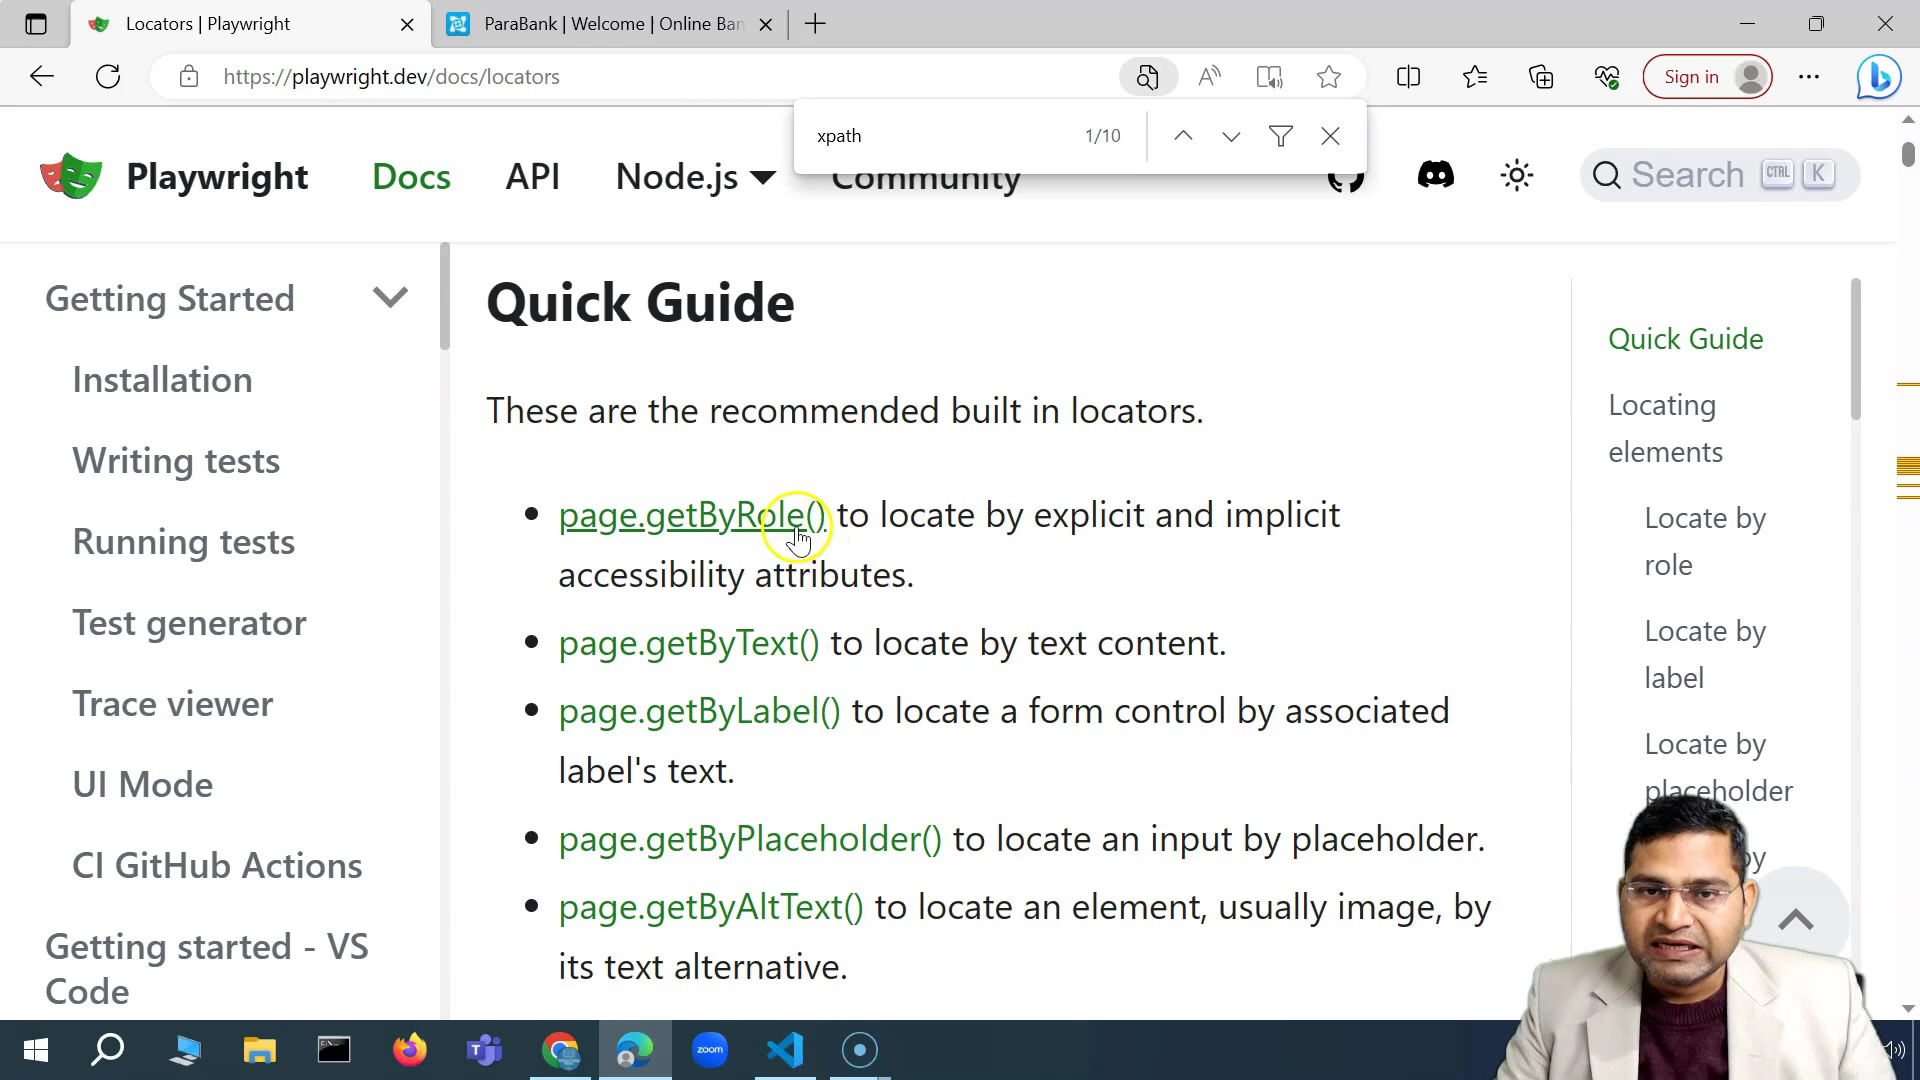 Locators | Playwright
ParaBank | Welcome | Online Ban
https://playwright.dev/docs/locators
Sign in
xpath
1/10
Playwright
Docs
API
Node.js
Community
Search
CTRL
K
Getting Started
Installation
Writing tests
Running tests
Test generator
Trace viewer
UI Mode
CI GitHub Actions
Getting started - VS
Code
Quick Guide
These are the recommended built in locators.
page.getByRole() to locate by explicit and implicit
accessibility attributes.
page.getByText() to locate by text content.
page.getByLabel() to locate a form control by associated
label's text.
page.getByPlaceholder() to locate an input by placeholder.
page.getByAltText() to locate an element, usually image, by
its text alternative.
Quick Guide
Locating
elements
Locate by
role
Locate by
label
Locate by
placeholder
by
zoom